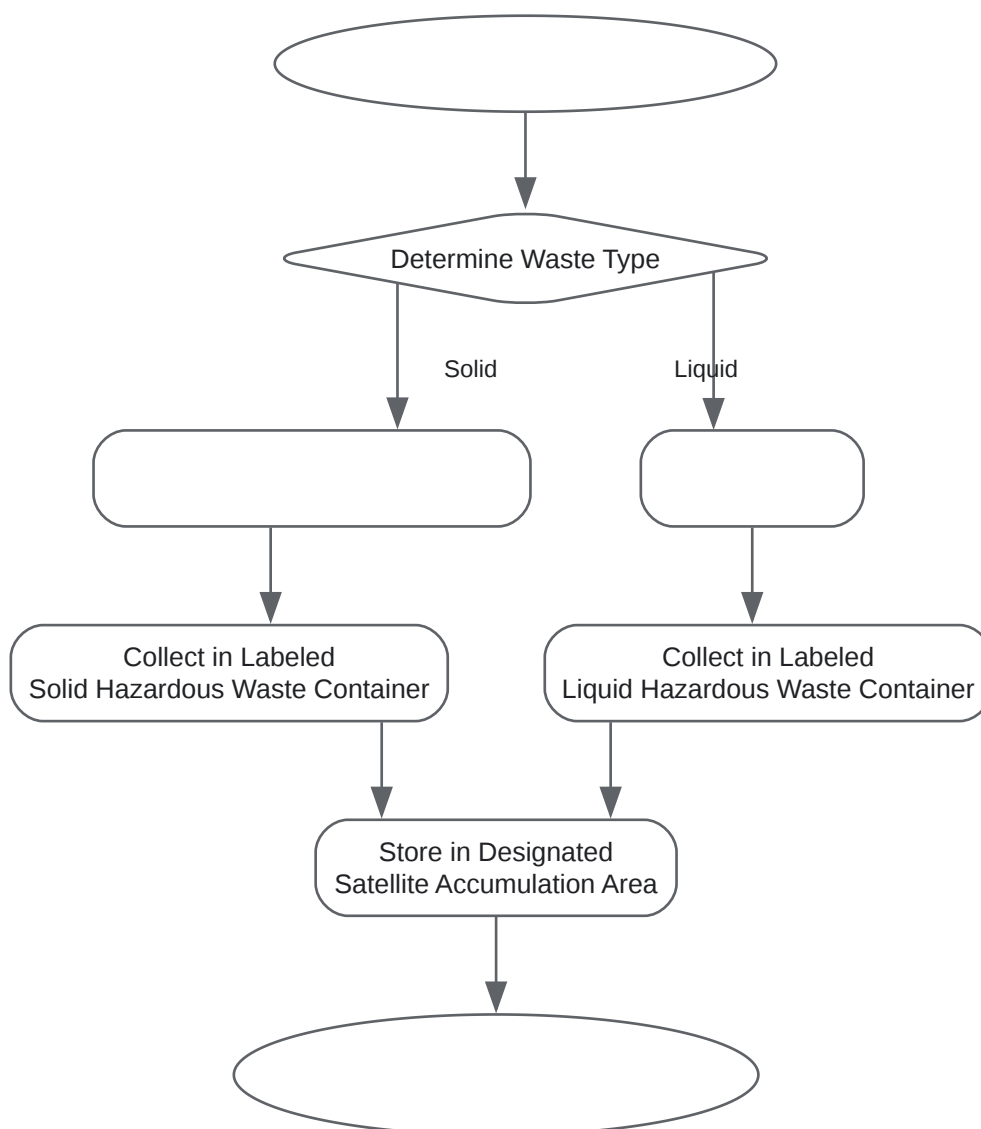 Determine Waste Type
Solid
Liquid
Collect in Labeled
Solid Hazardous Waste Container
Collect in Labeled
Liquid Hazardous Waste Container
Store in Designated
Satellite Accumulation Area